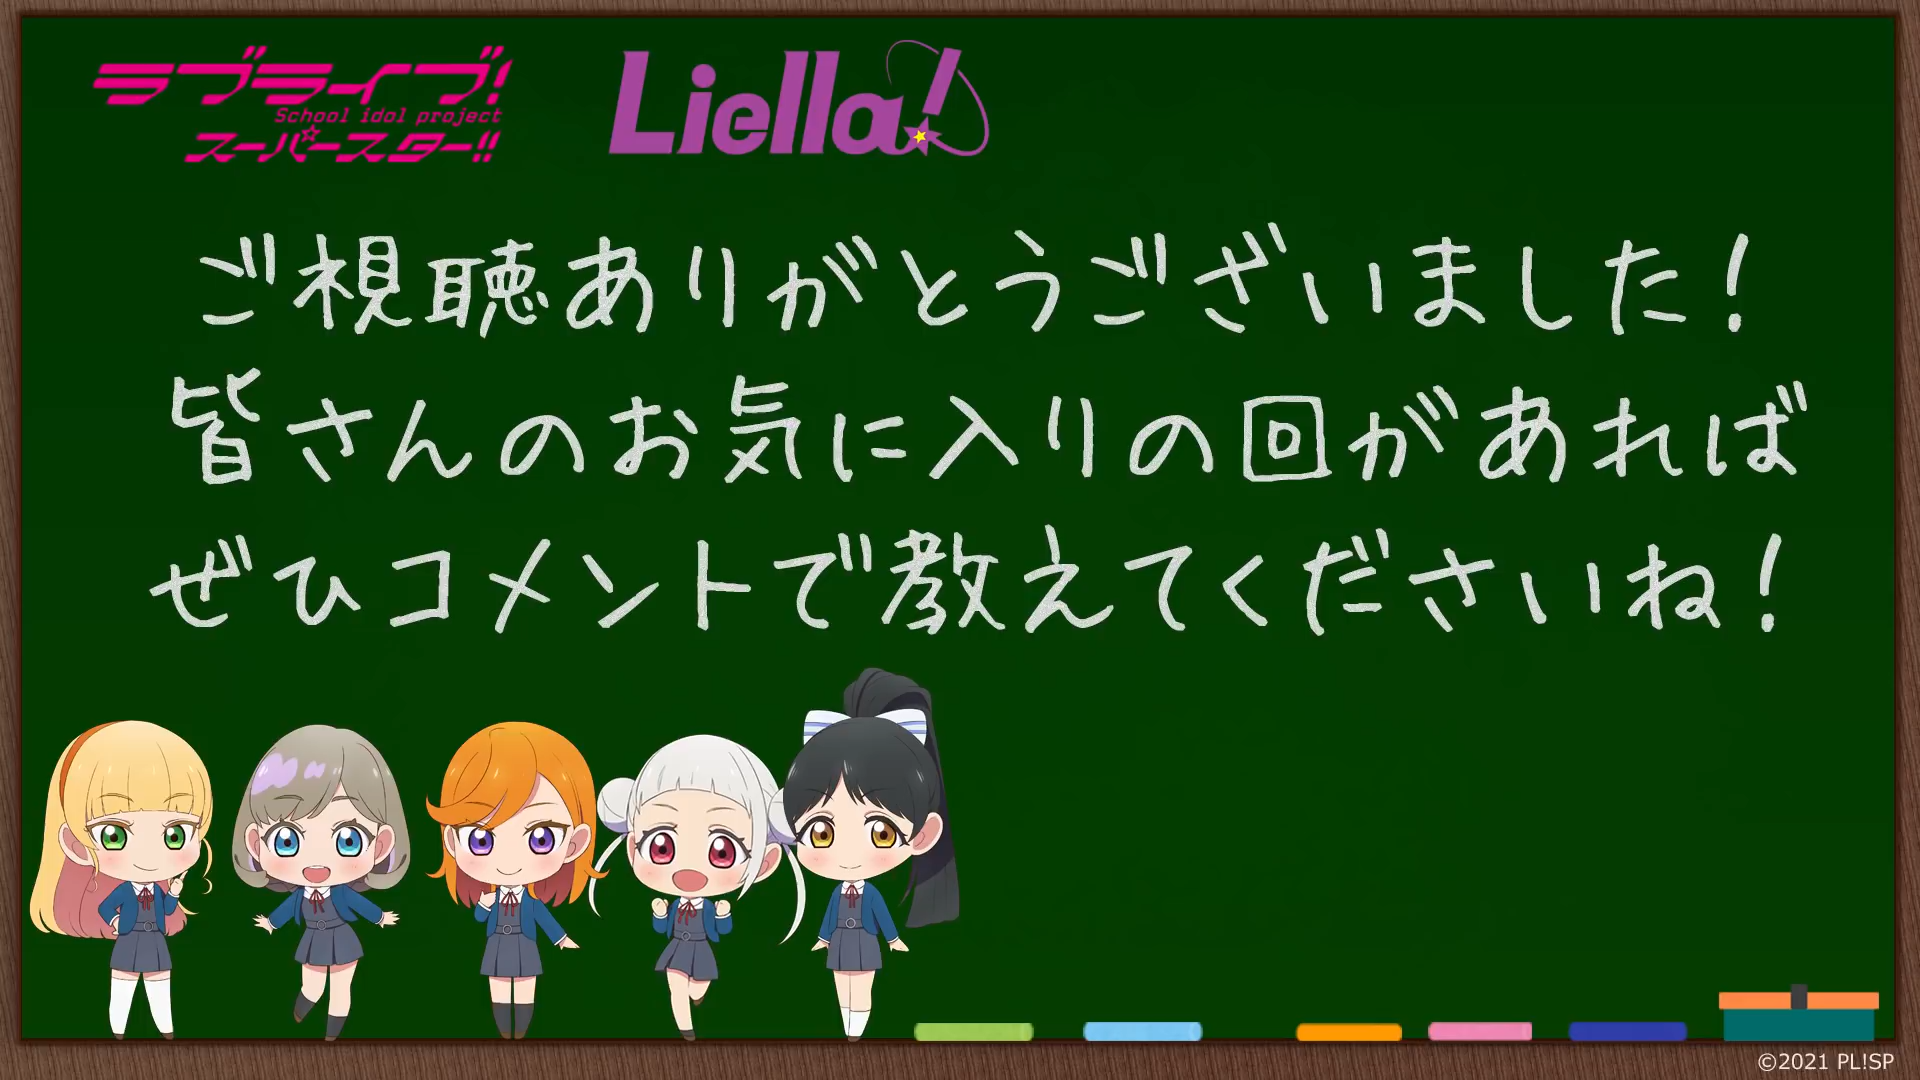 ラブライブ!
School idol project
スーパースター!!
Liella!
ご視聴ありがとうございました！
皆さんのお気に入りの回があれば
ぜひコメントで教えてくださいね！
©2021 PL!SP